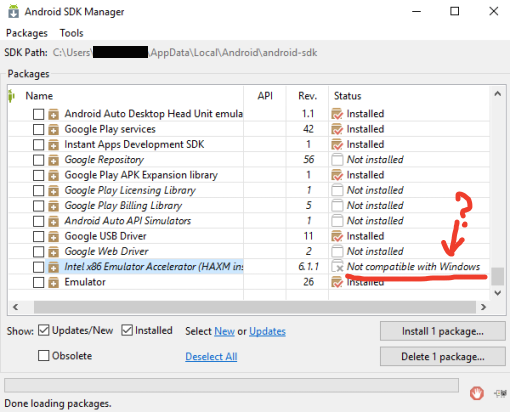 Android SDK Manager
Packages Tools
SDK Path: C:\Users\ \AppData\Local\Android\android-sdk
Packages
Name API Rev. Status
Android Auto Desktop Head Unit emula 1.1 Installed
Google Play services 42 Installed
Instant Apps Development SDK 1 Installed
Google Repository 56 Not installed
Google Play APK Expansion library 1 Installed
Google Play Licensing Library 1 Not installed
Google Play Billing Library 5 Not installed
Android Auto API Simulators 1 Not installed
Google USB Driver 11 Installed
Google Web Driver 2 Not installed
Intel x86 Emulator Accelerator (HAXM ins 6.1.1 Not compatible with Windows
Emulator 26 Installed
?
Show: Updates/New Installed Select New or Updates Install 1 package...
Obsolete Deselect All Delete 1 package...
Done loading packages.